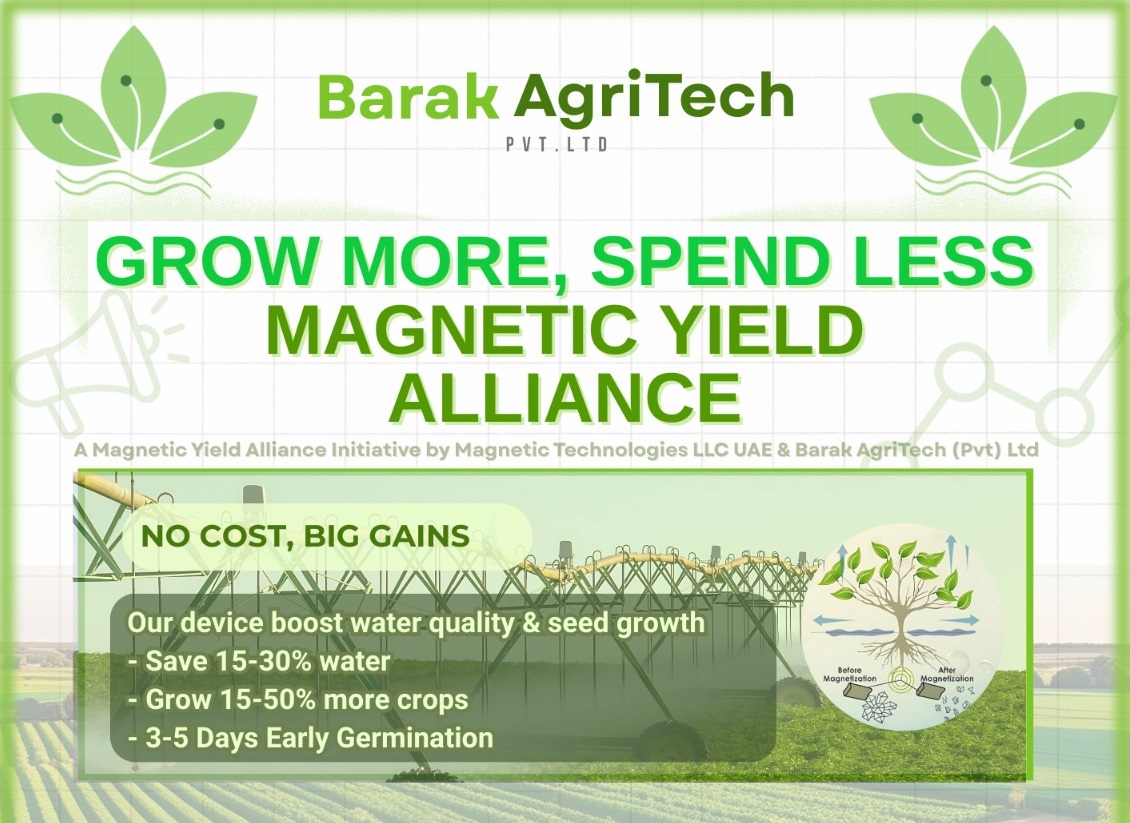 Barak AgriTech
PVT.LTD
GROW MORE, SPEND LESS
MAGNETIC YIELD
ALLIANCE
A Magnetic Yield Alliance Initiative by Magnetic Technologies LLC UAE & Barak AgriTech (Pvt) Ltd
NO COST, BIG GAINS
Our device boost water quality & seed growth
- Save 15-30% water
- Grow 15-50% more crops
- 3-5 Days Early Germination
Before
Magnetization
After
Magnetization